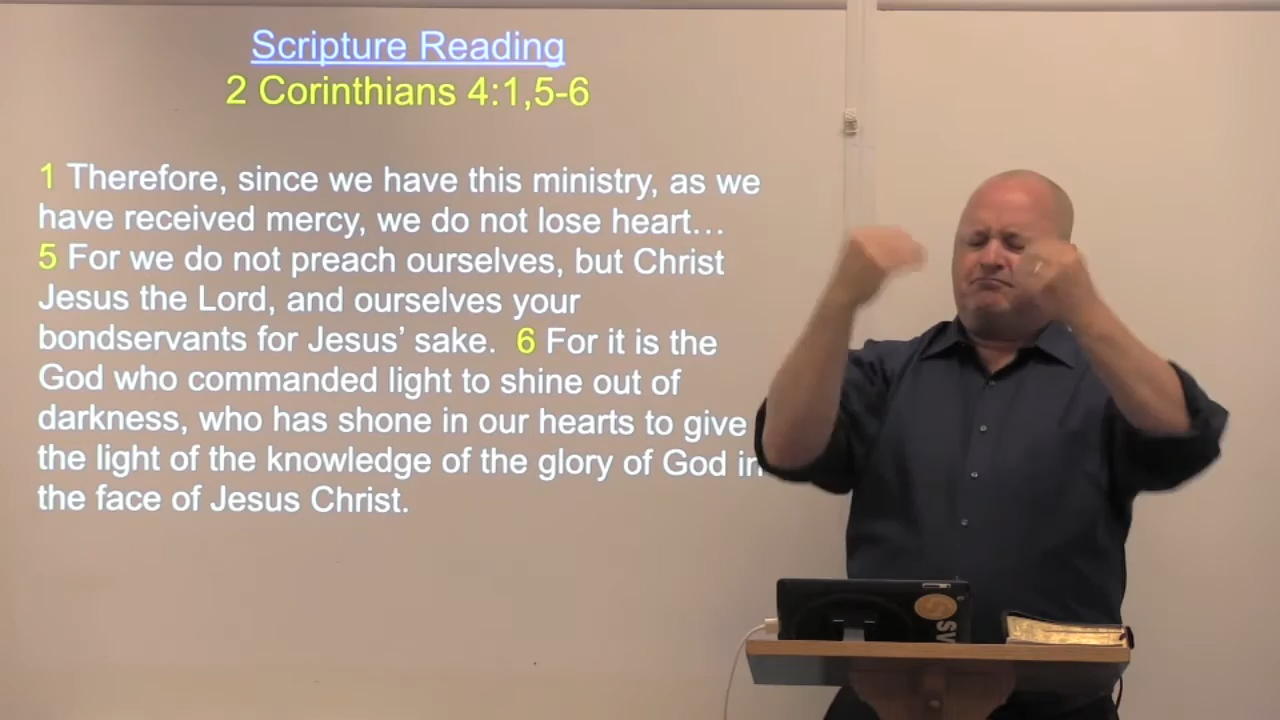 Scripture Reading
2 Corinthians 4:1,5-6
1 Therefore, since we have this ministry, as we
have received mercy, we do not lose heart…
5 For we do not preach ourselves, but Christ
Jesus the Lord, and ourselves your
bondservants for Jesus’ sake.  6 For it is the
God who commanded light to shine out of
darkness, who has shone in our hearts to give
the light of the knowledge of the glory of God in
the face of Jesus Christ.
SV